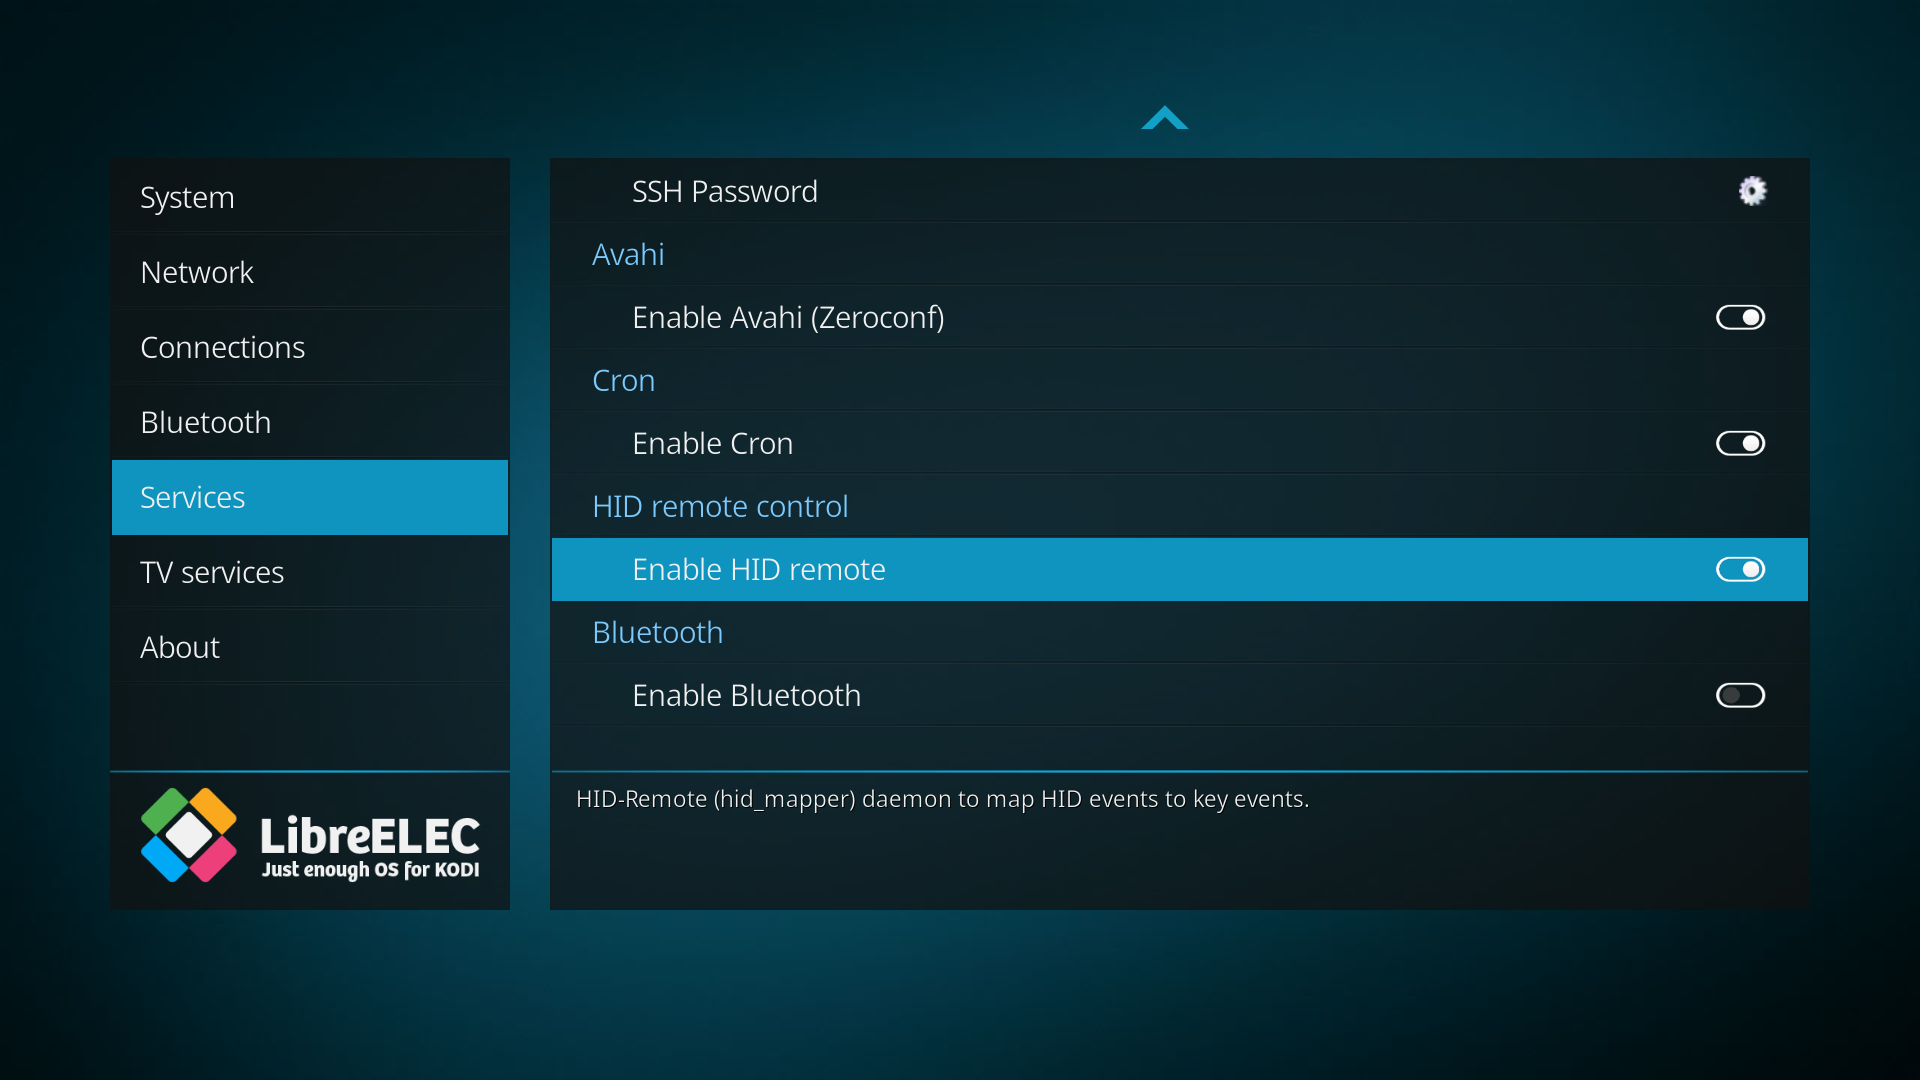 System
Network
Connections
Bluetooth
Services
TV services
About
LibreELEC
Just enough OS for KODI
SSH Password
Avahi
Enable Avahi (Zeroconf)
Cron
Enable Cron
HID remote control
Enable HID remote
Bluetooth
Enable Bluetooth
HID-Remote (hid_mapper) daemon to map HID events to key events.